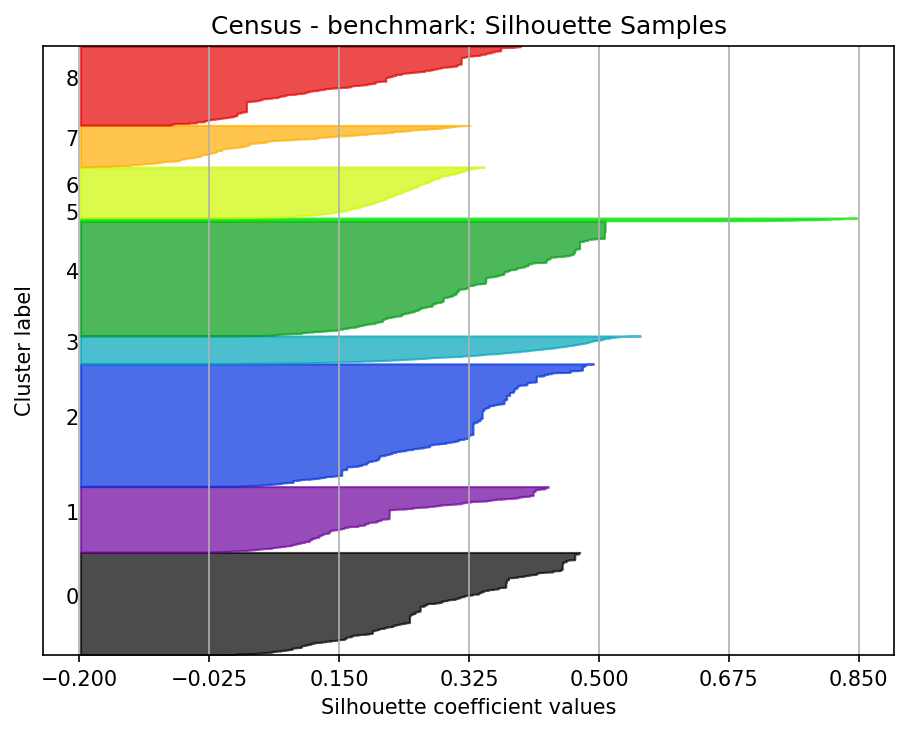 Census - benchmark: Silhouette Samples
8
7
6
5
4
3
2
1
0
Cluster label
−0.200 −0.025 0.150 0.325 0.500 0.675 0.850
Silhouette coefficient values